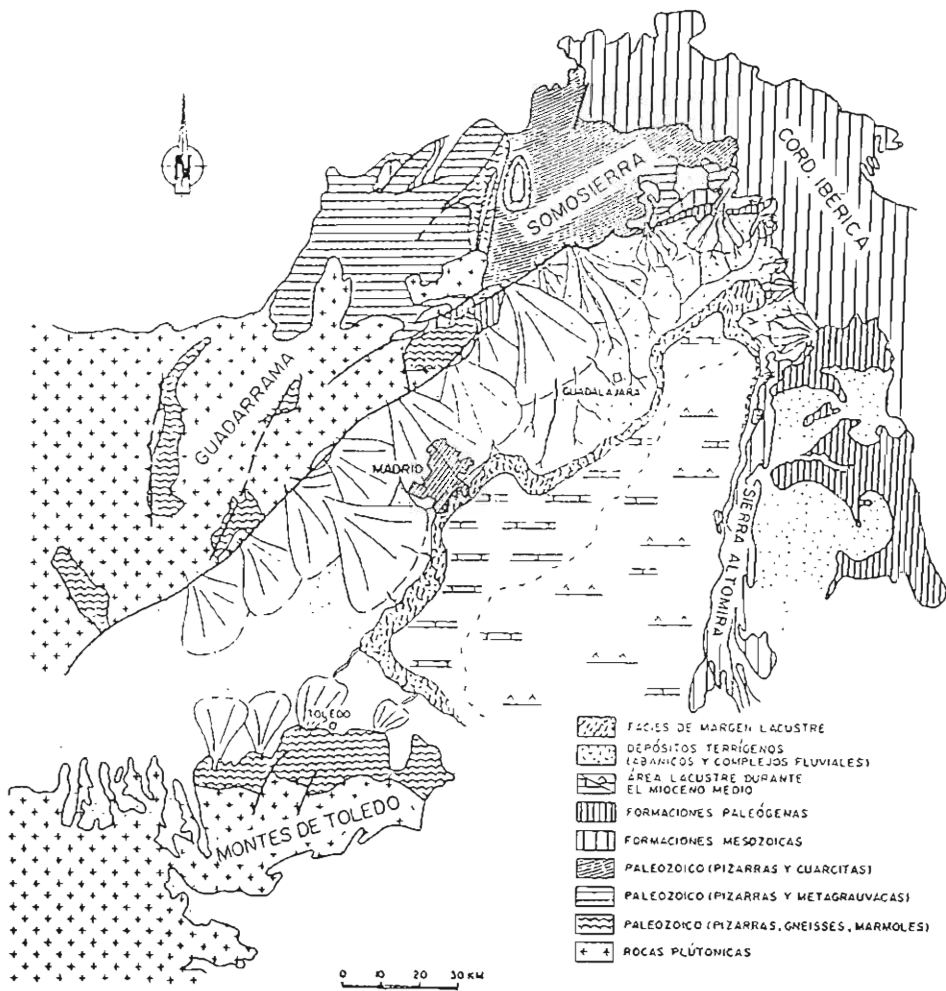 N
CORD. IBÉRICA
SOMOSIERRA
GUADARRAMA
GUADALAJARA
MADRID
SIERRA ALTOMIRA
TOLEDO
MONTES DE TOLEDO
FACIES DE MARGEN LACUSTRE
DEPÓSITOS TERRÍGENOS
(ABANICOS Y COMPLEJOS FLUVIALES)
ÁREA LACUSTRE DURANTE
EL MIOCENO MEDIO
FORMACIONES PALEÓGENAS
FORMACIONES MESOZOICAS
PALEOZOICO (PIZARRAS Y CUARCITAS)
PALEOZOICO (PIZARRAS Y METAGRAUVACAS)
PALEOZOICO (PIZARRAS, GNEISSES, MARMOLES)
ROCAS PLÚTONICAS
0 10 20 30 KM